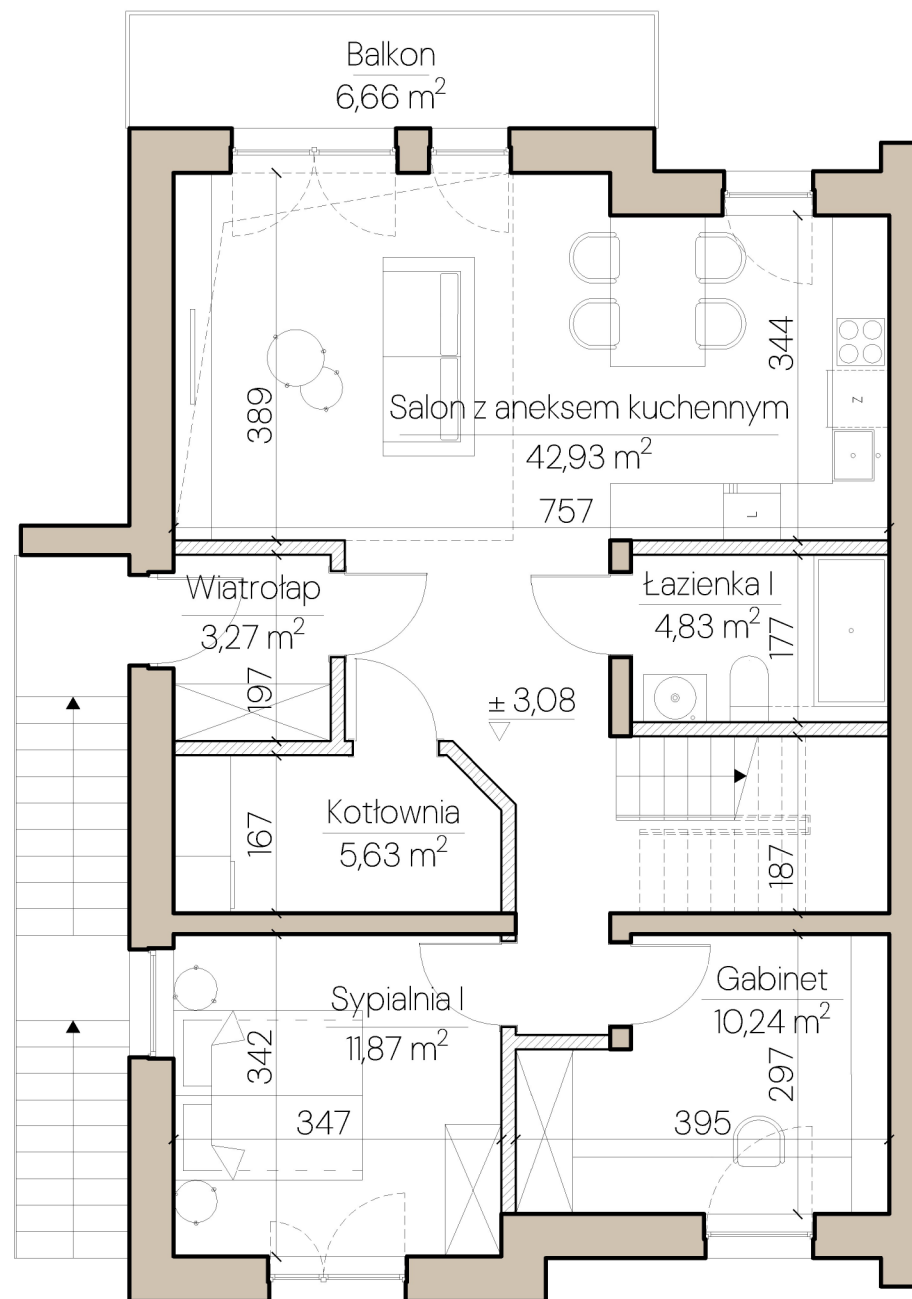 Balkon
6,66 m²
389
344
Salon z aneksem kuchennym
42,93 m²
Z
757
L
Wiatrołap
3,27 m²
197
Łazienka I
4,83 m²
177
± 3,08
Kotłownia
5,63 m²
167
187
Sypialnia I
11,87 m²
342
347
Gabinet
10,24 m²
297
395